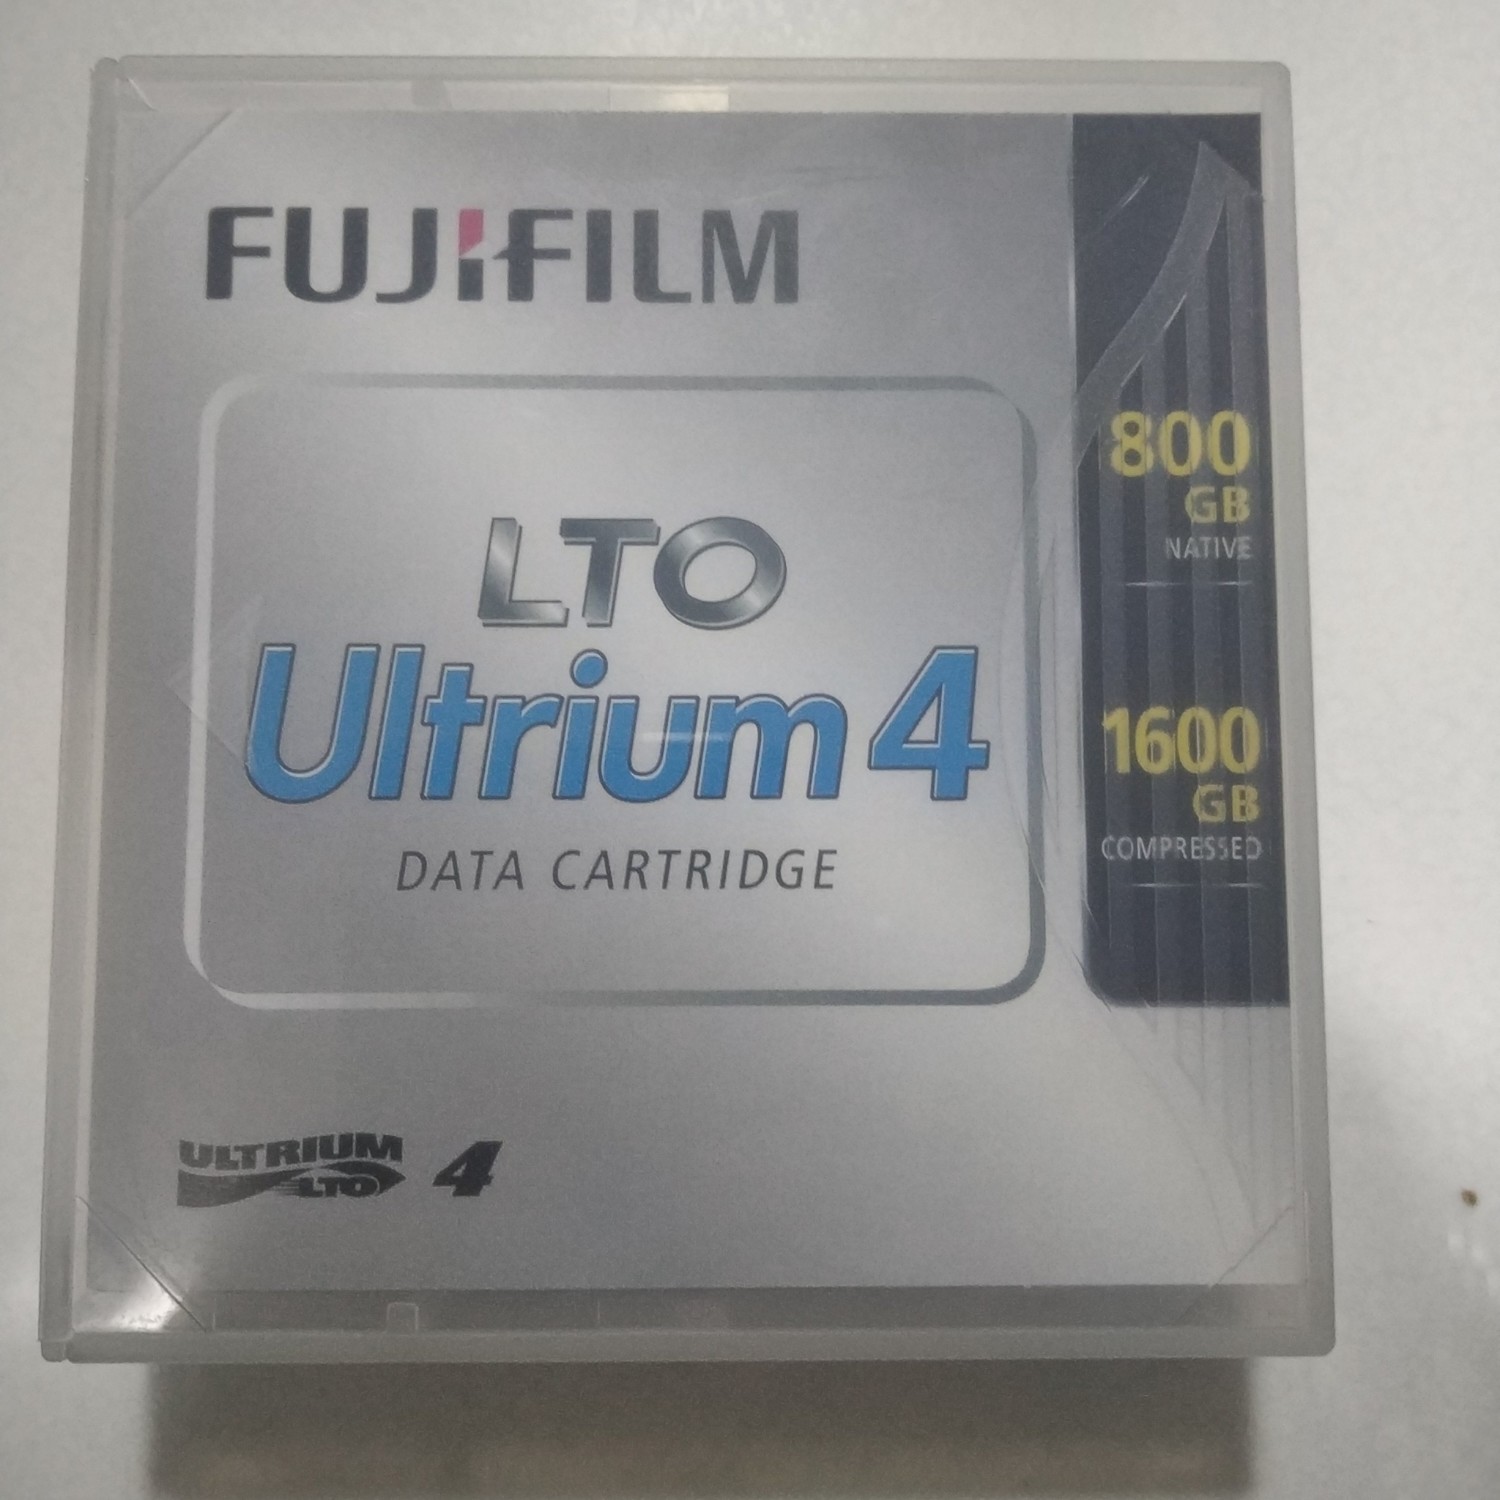 FUJIFILM
LTO
Ultrium 4
DATA CARTRIDGE
800
GB
NATIVE
1600
GB
COMPRESSED
ULTRIUM
LTO
4